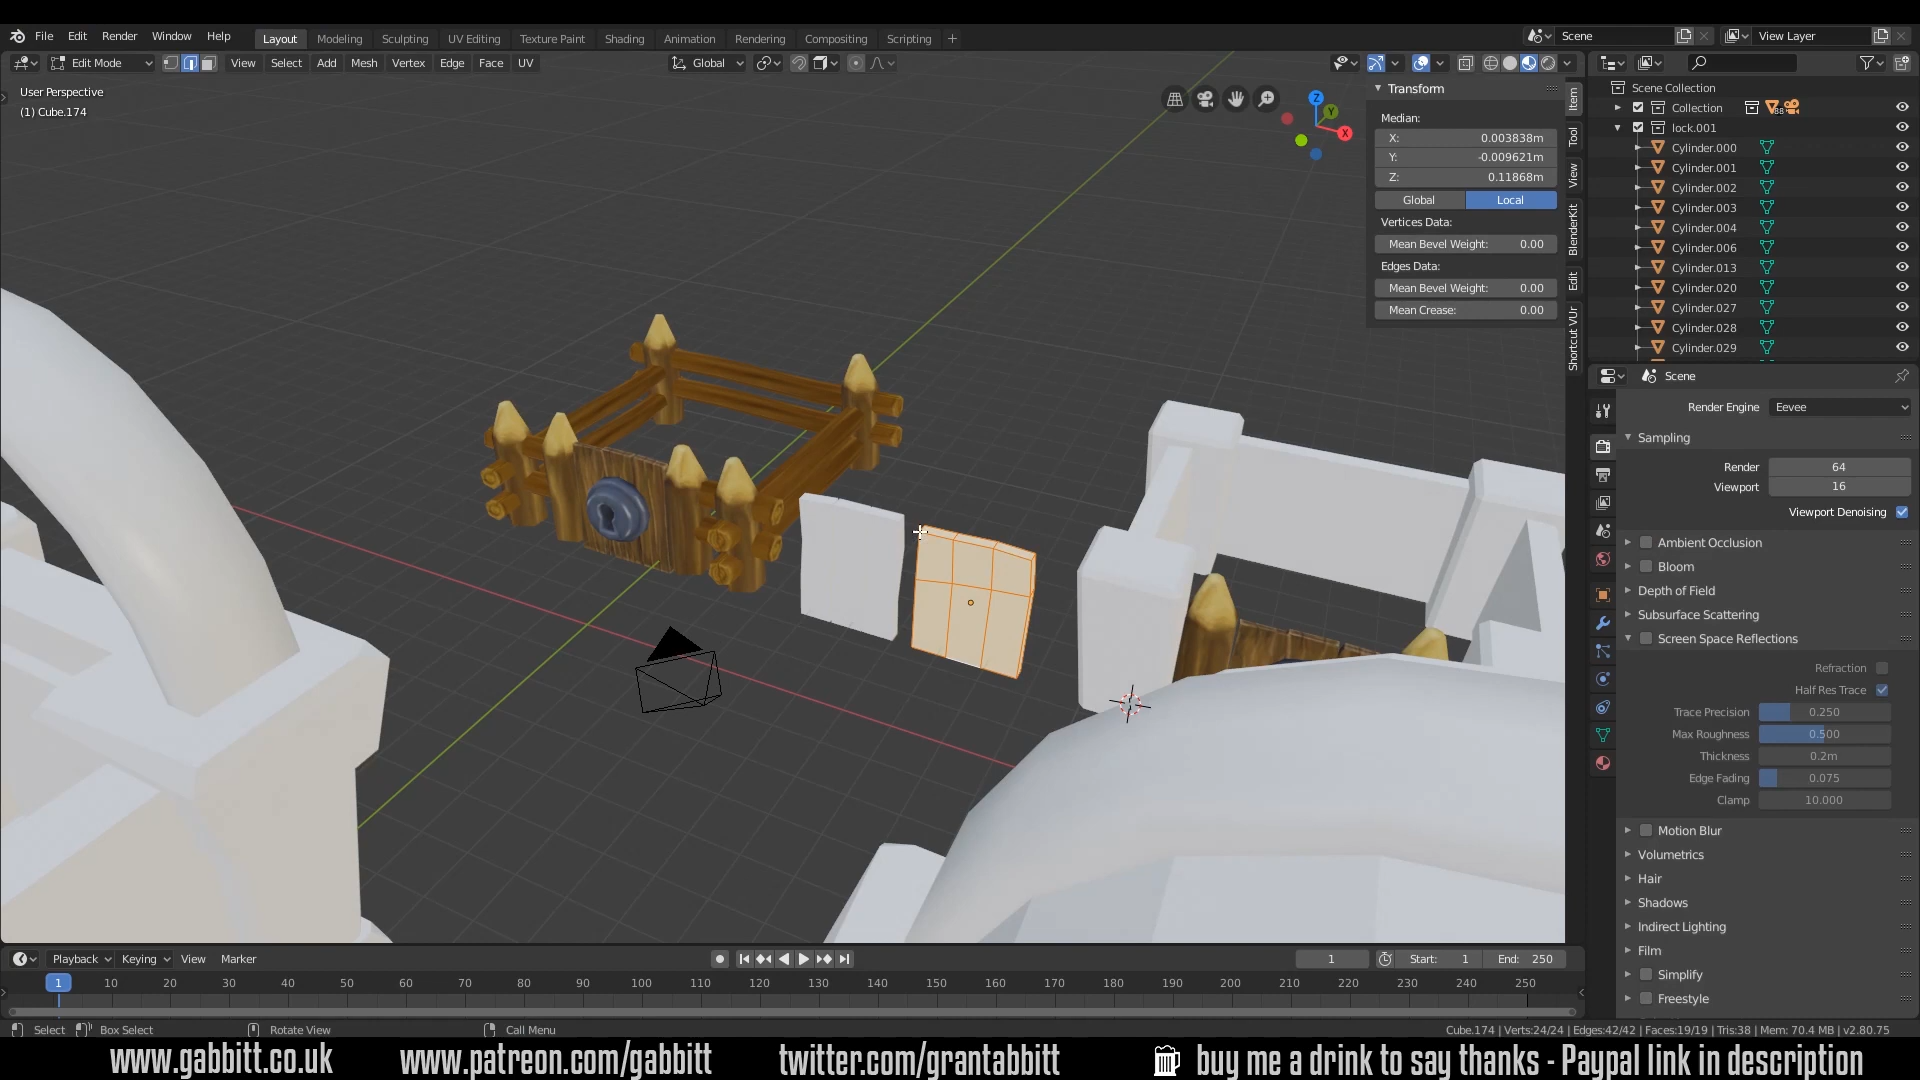 File Edit Render Window Help Layout Modeling Sculpting UV Editing Texture Paint Shading Animation Rendering Compositing Scripting + Scene View Layer
Edit Mode View Select Add Mesh Vertex Edge Face UV Global
User Perspective
(1) Cube.174
Z
Y
X
Transform
Median:
X: 0.003838m
Y: -0.009621m
Z: 0.11868m
Global Local
Vertices Data:
Mean Bevel Weight: 0.00
Edges Data:
Mean Bevel Weight: 0.00
Mean Crease: 0.00
Item
Tool
View
BlenderKit
Edit
Shortcut VUr
Scene Collection
Collection 88
lock.001
Cylinder.000
Cylinder.001
Cylinder.002
Cylinder.003
Cylinder.004
Cylinder.006
Cylinder.013
Cylinder.020
Cylinder.027
Cylinder.028
Cylinder.029
Scene
Render Engine Eevee
Sampling
Render 64
Viewport 16
Viewport Denoising
Ambient Occlusion
Bloom
Depth of Field
Subsurface Scattering
Screen Space Reflections
Refraction
Half Res Trace
Trace Precision 0.250
Max Roughness 0.500
Thickness 0.2m
Edge Fading 0.075
Clamp 10.000
Motion Blur
Volumetrics
Hair
Shadows
Indirect Lighting
Film
Simplify
Freestyle
Playback Keying View Marker 1 Start: 1 End: 250
1 10 20 30 40 50 60 70 80 90 100 110 120 130 140 150 160 170 180 190 200 210 220 230 240 250
Select Box Select Rotate View Call Menu Cube.174 | Verts:24/24 | Edges:42/42 | Faces:19/19 | Tris:38 | Mem: 70.4 MB | v2.80.75
www.gabbitt.co.uk www.patreon.com/gabbitt twitter.com/grantabbitt buy me a drink to say thanks - Paypal link in description